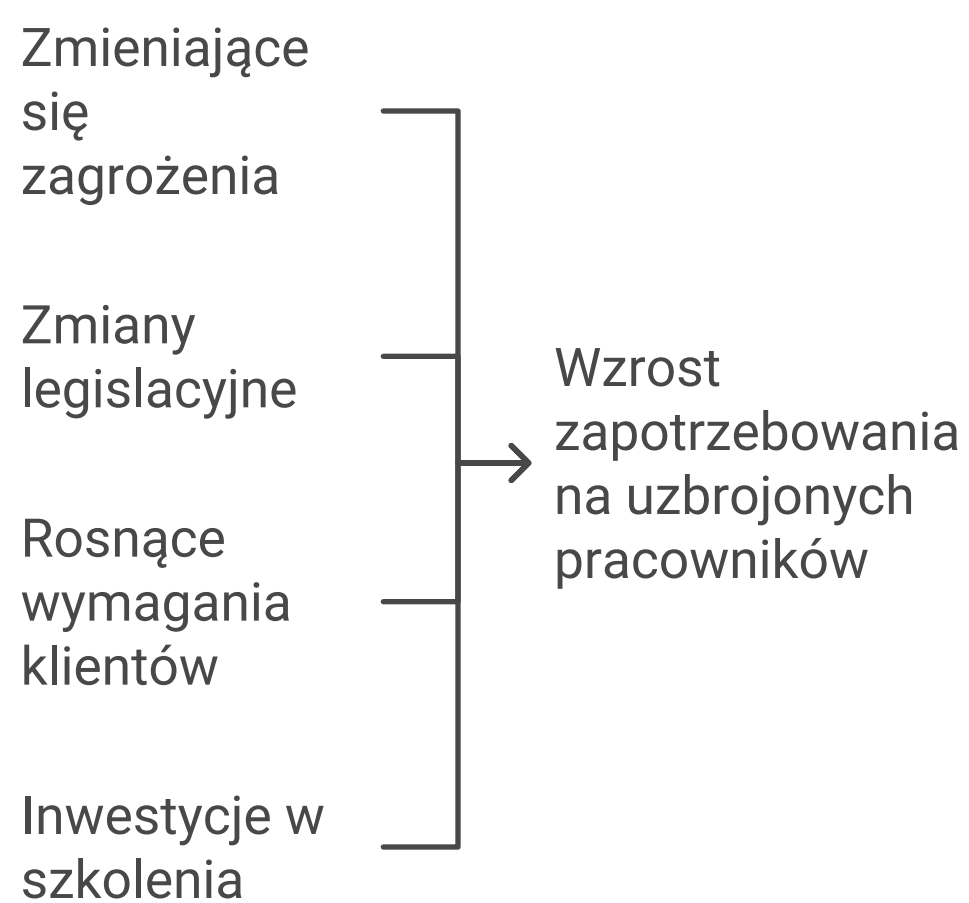 Zmieniające
się
zagrożenia
Zmiany
legislacyjne
Rosnące
wymagania
klientów
Inwestycje w
szkolenia
Wzrost
zapotrzebowania
na uzbrojonych
pracowników